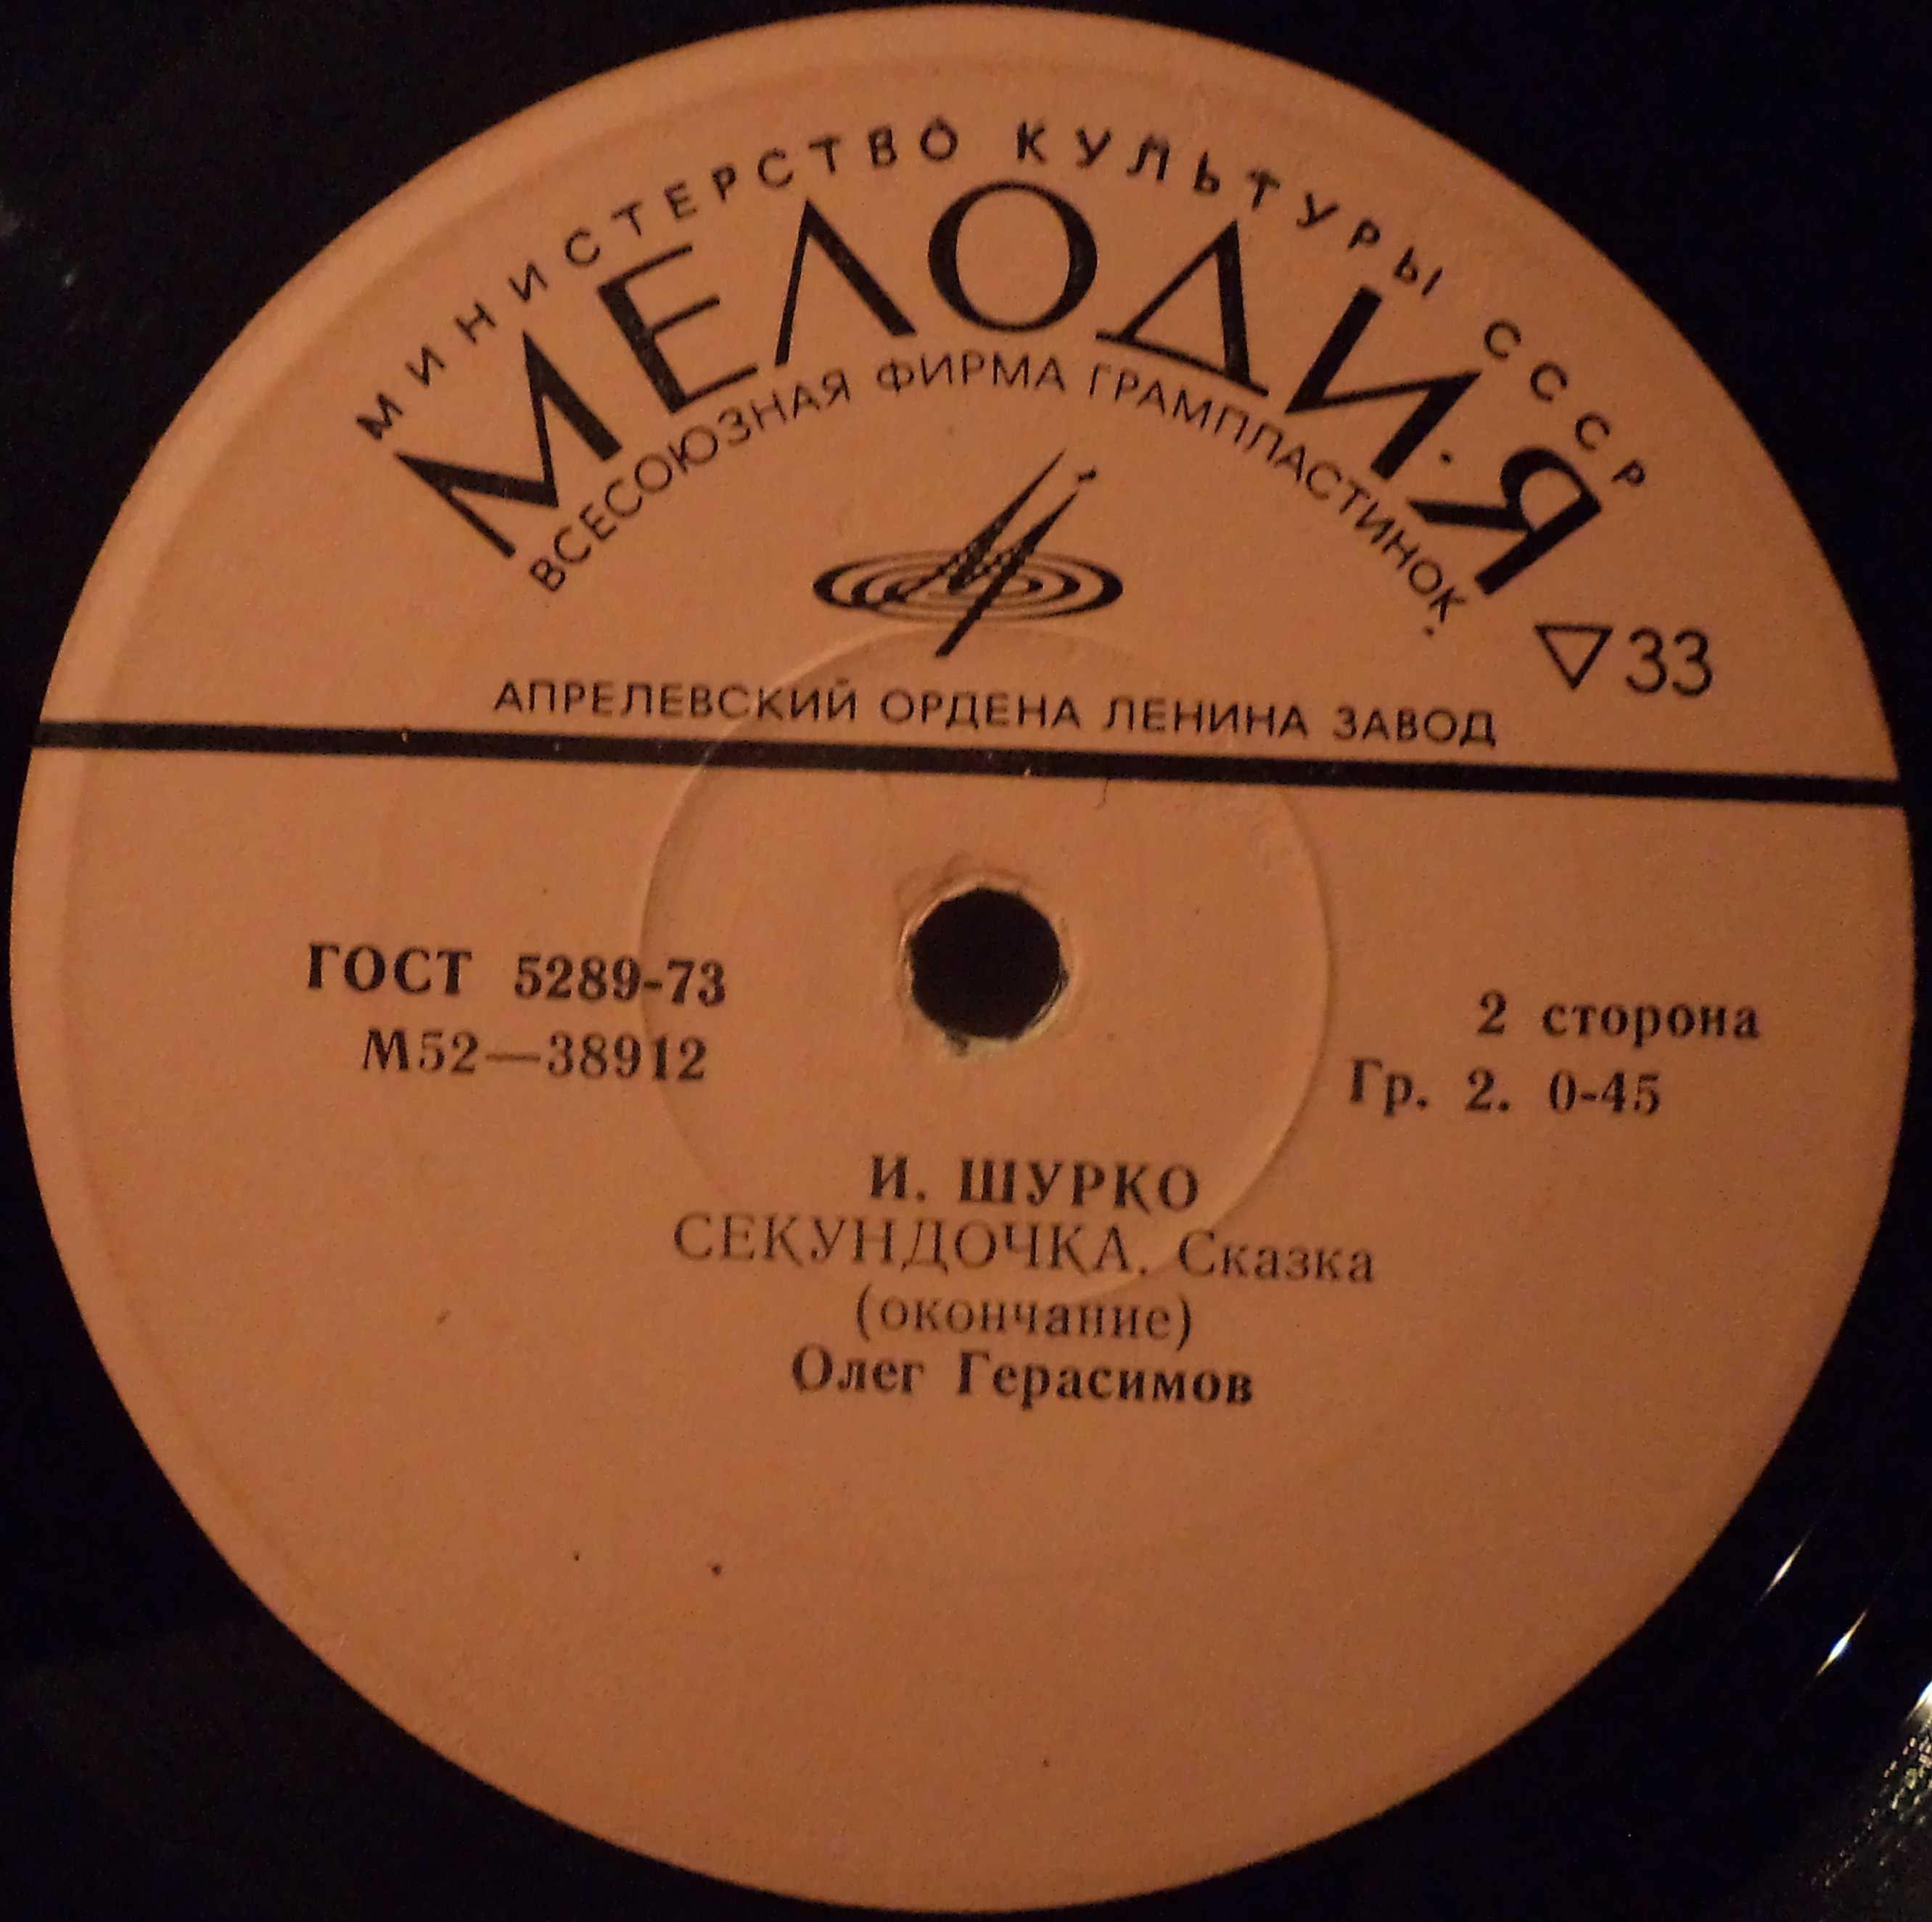 МИНИСТЕРСТВО КУЛЬТУРЫ СССР
МЕЛОДИЯ
ВСЕСОЮЗНАЯ ФИРМА ГРАМПЛАСТИНОК
▽33
АПРЕЛЕВСКИЙ ОРДЕНА ЛЕНИНА ЗАВОД
ГОСТ 5289-73
М52—38912
2 сторона
Гр. 2. 0-45
И. ШУРКО
СЕКУНДОЧКА. Сказка
(окончание)
Олег Герасимов